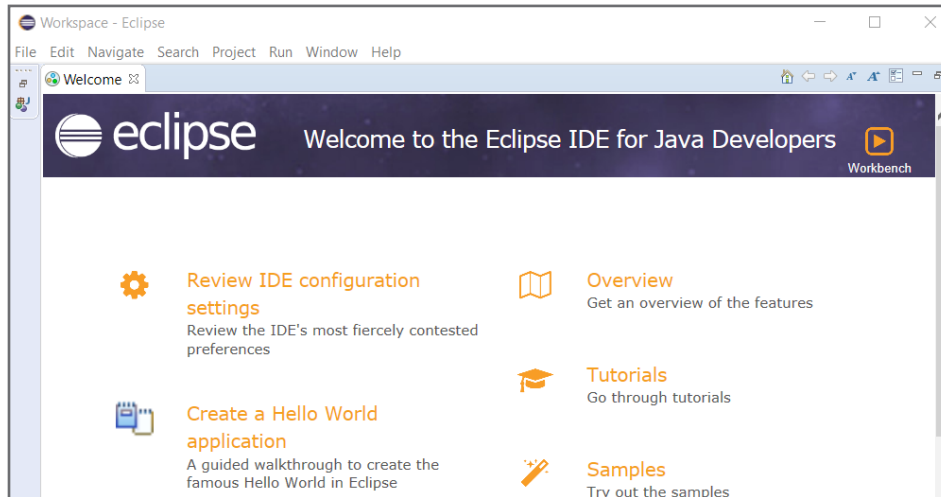 Workspace - Eclipse
File Edit Navigate Search Project Run Window Help
Welcome
eclipse
Welcome to the Eclipse IDE for Java Developers
Workbench
Review IDE configuration
settings
Review the IDE's most fiercely contested
preferences
Overview
Get an overview of the features
Tutorials
Go through tutorials
Create a Hello World
application
A guided walkthrough to create the
famous Hello World in Eclipse
Samples
Try out the samples